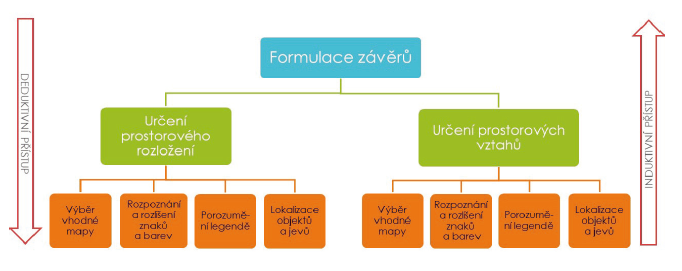 Formulace závěrů
DEDUKTIVNÍ PŘÍSTUP
INDUKTIVNÍ PŘÍSTUP
Určení
prostorového
rozložení
Určení prostorových
vztahů
Výběr
vhodné
mapy
Rozpoznání
a rozlišení
znaků
a barev
Porozumě-
ní legendě
Lokalizace
objektů
a jevů
Výběr
vhodné
mapy
Rozpoznání
a rozlišení
znaků
a barev
Porozumě-
ní legendě
Lokalizace
objektů
a jevů